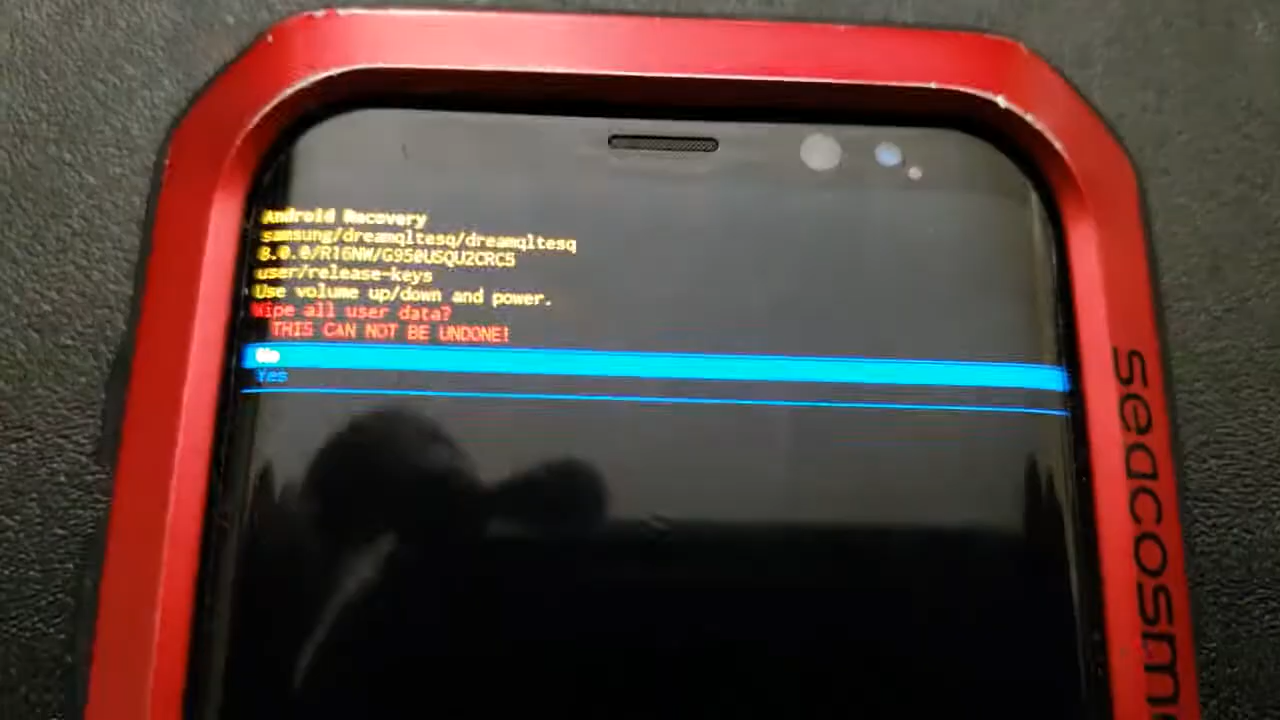 Android Recovery
samsung/dreamqltesq/dreamqltesq
8.0.0/R16NW/G950USQU2CRC5
user/release-keys
Use volume up/down and power.
Wipe all user data?
THIS CAN NOT BE UNDONE!
No
Yes
seacosm